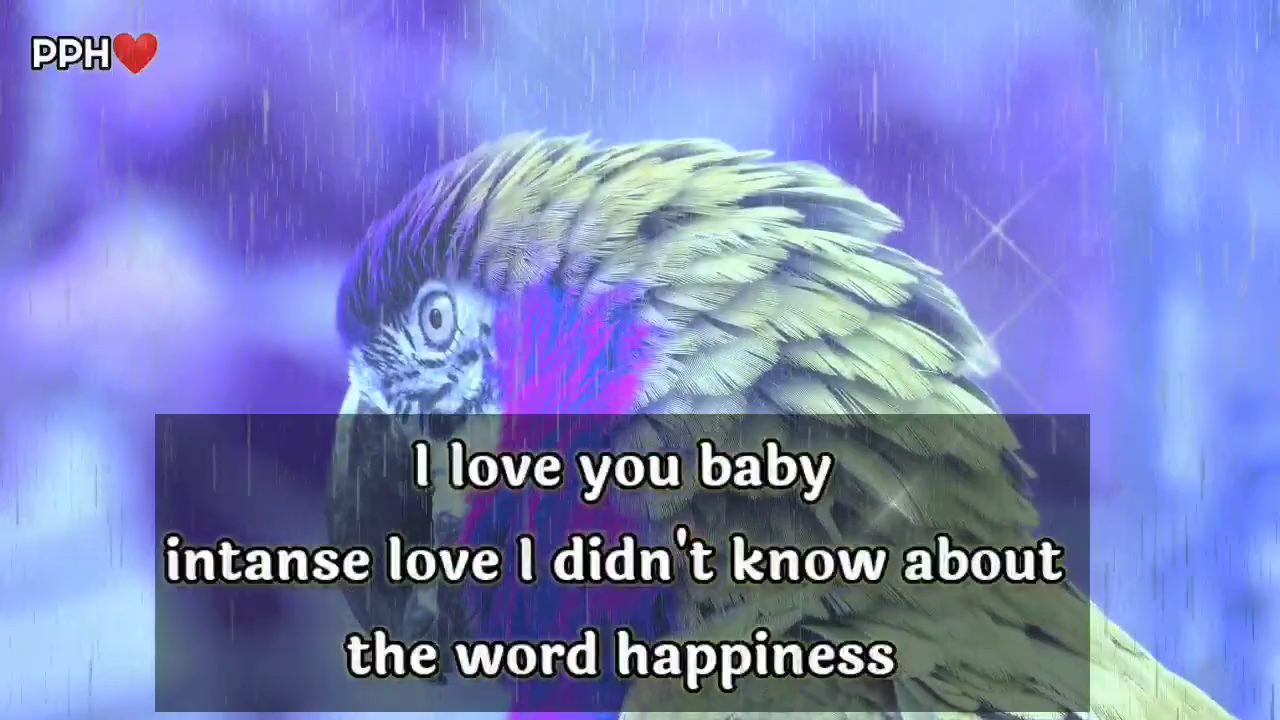 PPH❤️
I love you baby
intanse love I didn't know about
the word happiness